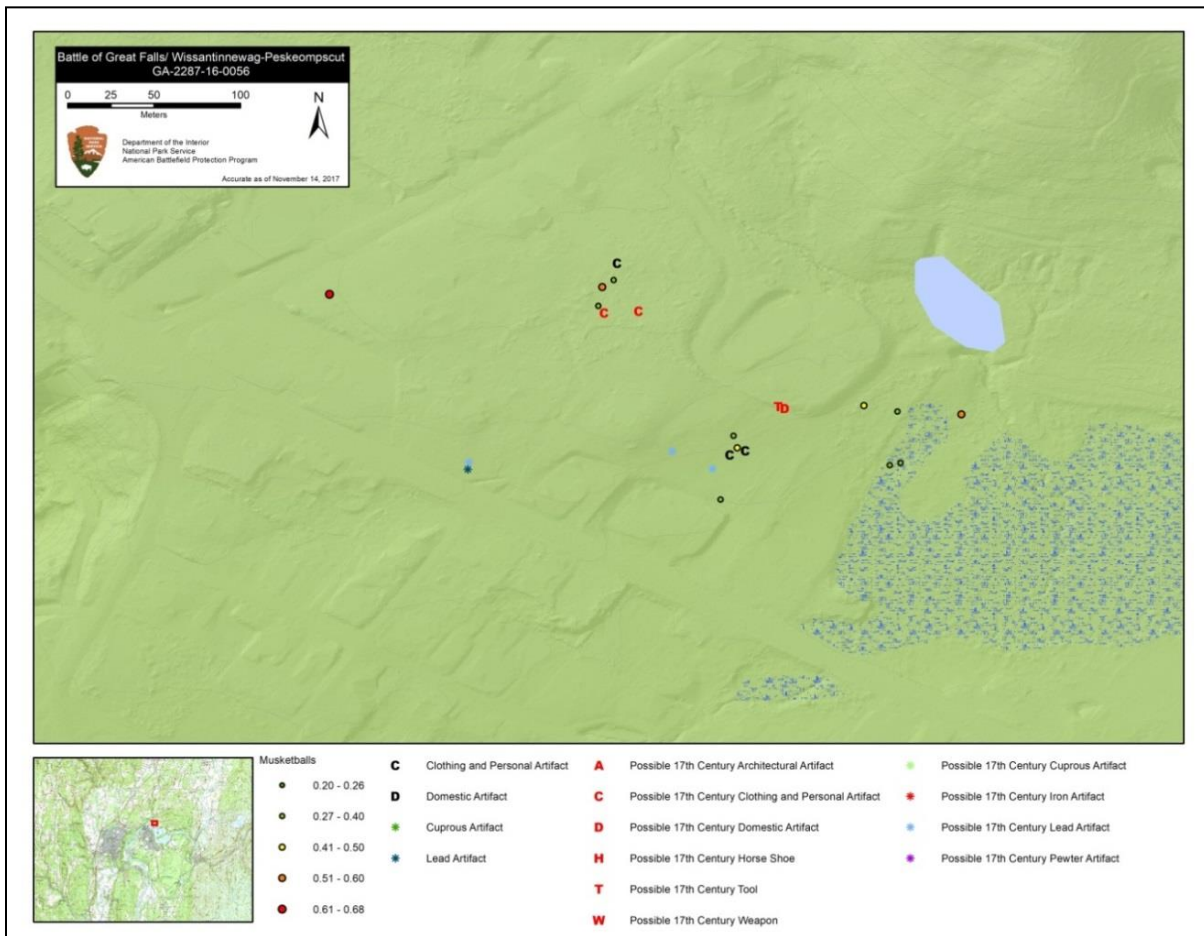 Battle of Great Falls/ Wissantinnewag-Peskeompscut
GA-2287-16-0056
0 25 50 100
Meters
N
Department of the Interior
National Park Service
American Battlefield Protection Program
Accurate as of November 14, 2017
C
C
C
T
D
C
C
Musketballs
0.20 - 0.26
0.27 - 0.40
0.41 - 0.50
0.51 - 0.60
0.61 - 0.68
C Clothing and Personal Artifact
D Domestic Artifact
Cuprous Artifact
Lead Artifact
A Possible 17th Century Architectural Artifact
C Possible 17th Century Clothing and Personal Artifact
D Possible 17th Century Domestic Artifact
H Possible 17th Century Horse Shoe
T Possible 17th Century Tool
W Possible 17th Century Weapon
Possible 17th Century Cuprous Artifact
Possible 17th Century Iron Artifact
Possible 17th Century Lead Artifact
Possible 17th Century Pewter Artifact